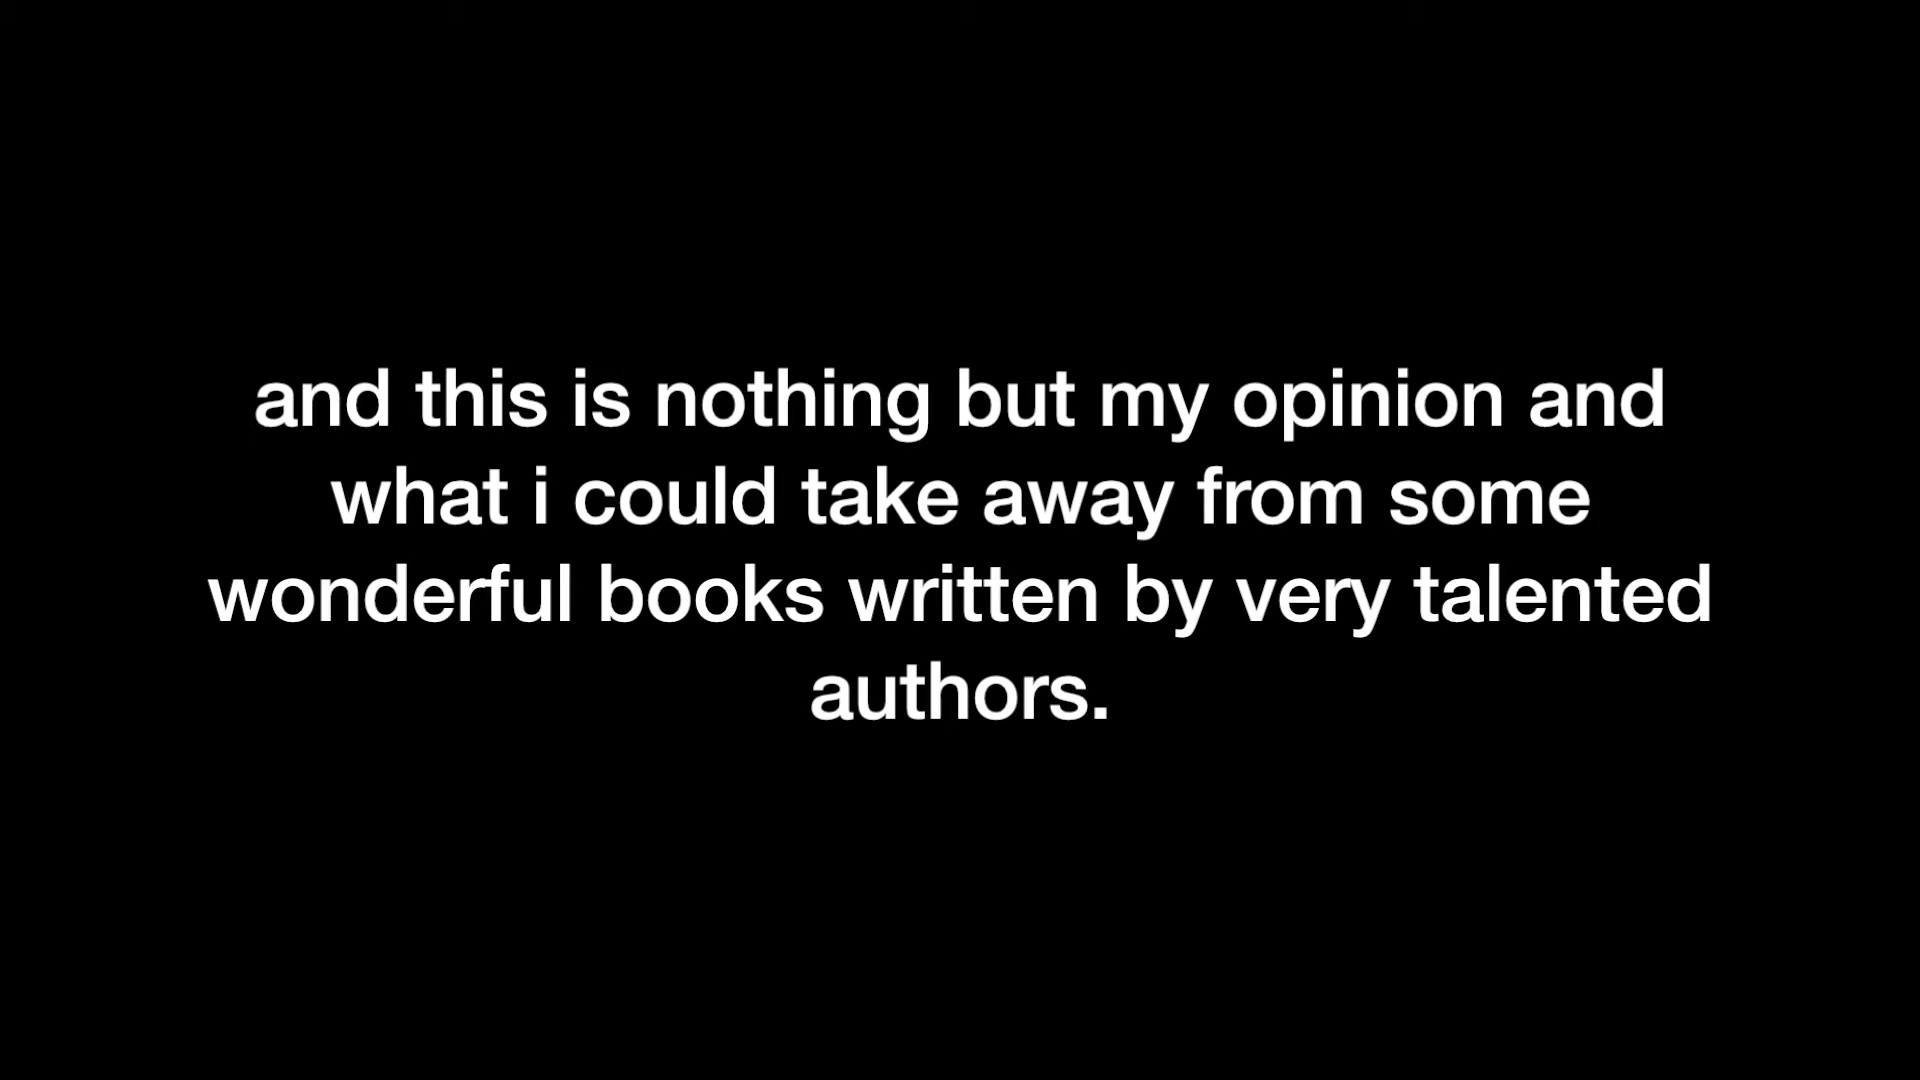 and this is nothing but my opinion and
what i could take away from some
wonderful books written by very talented
authors.